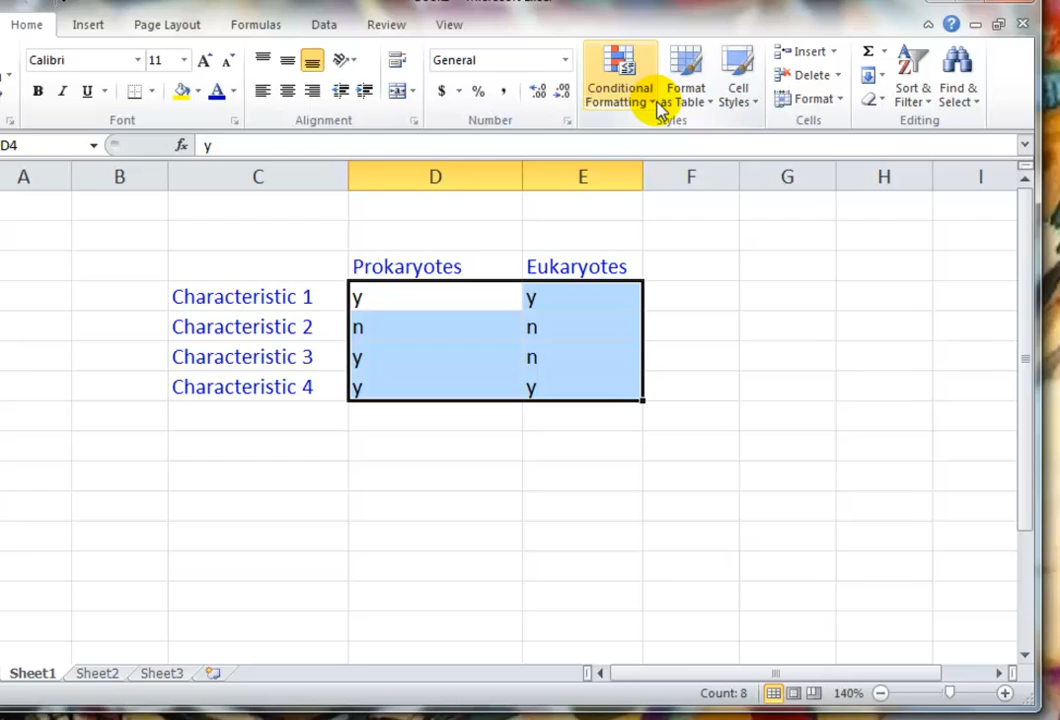 Home Insert Page Layout Formulas Data Review View
Calibri 11 A A General Conditional Formatting Format as Table Cell Styles Insert Delete Format Σ Sort & Filter Find & Select
B I U A $ % ,
Font Alignment Number Styles Cells Editing
D4 fx y
A B C D E F G H I
Prokaryotes Eukaryotes
Characteristic 1 y y
Characteristic 2 n n
Characteristic 3 y n
Characteristic 4 y y
Sheet1 Sheet2 Sheet3
Count: 8 140%